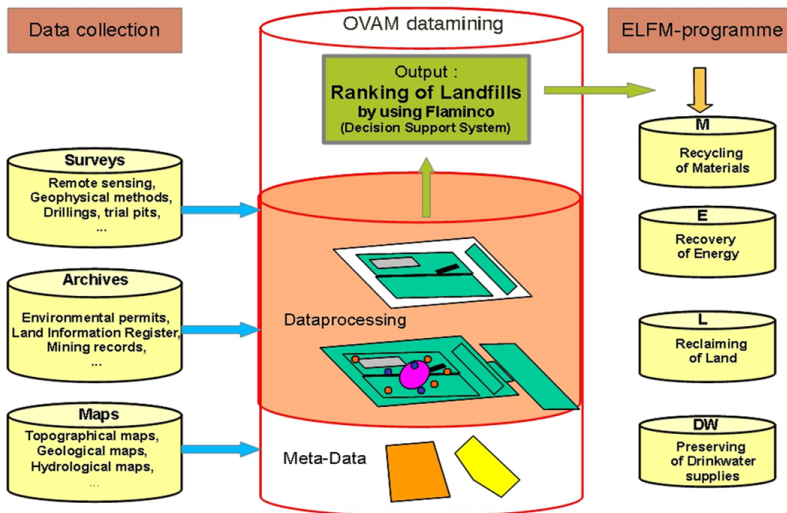 Data collection
Surveys
Remote sensing,
Geophysical methods,
Drillings, trial pits,
...
Archives
Environmental permits,
Land Information Register,
Mining records,
...
Maps
Topographical maps,
Geological maps,
Hydrological maps,
...
OVAM datamining
Output :
Ranking of Landfills
by using Flaminco
(Decision Support System)
Dataprocessing
Meta-Data
ELFM-programme
M
Recycling
of Materials
E
Recovery
of Energy
L
Reclaiming
of Land
DW
Preserving
of Drinkwater
supplies